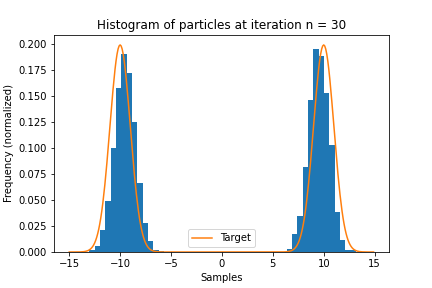 Histogram of particles at iteration n = 30
Frequency (normalized)
0.200
0.175
0.150
0.125
0.100
0.075
0.050
0.025
0.000
Target
−15 −10 −5 0 5 10 15
Samples